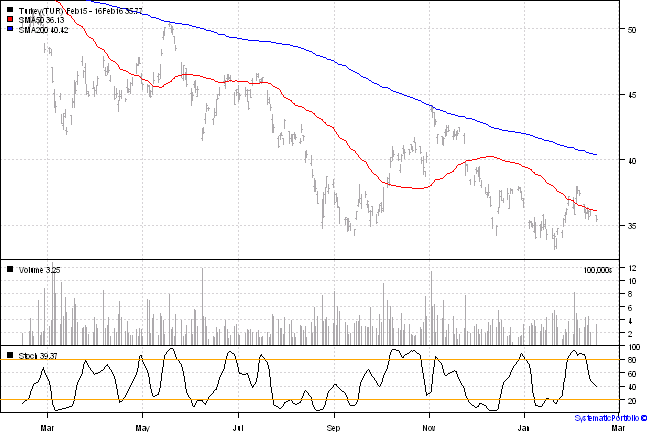 Turkey(TUR) Feb15 - 16Feb16 35.77
SMA50 36.13
SMA200 40.42
50
45
40
35
Volume 3.25
100,000s
12
10
8
6
4
2
Stoch 39.37
100
80
60
40
20
SystematicPortfolio ©
Mar May Jul Sep Nov Jan Mar